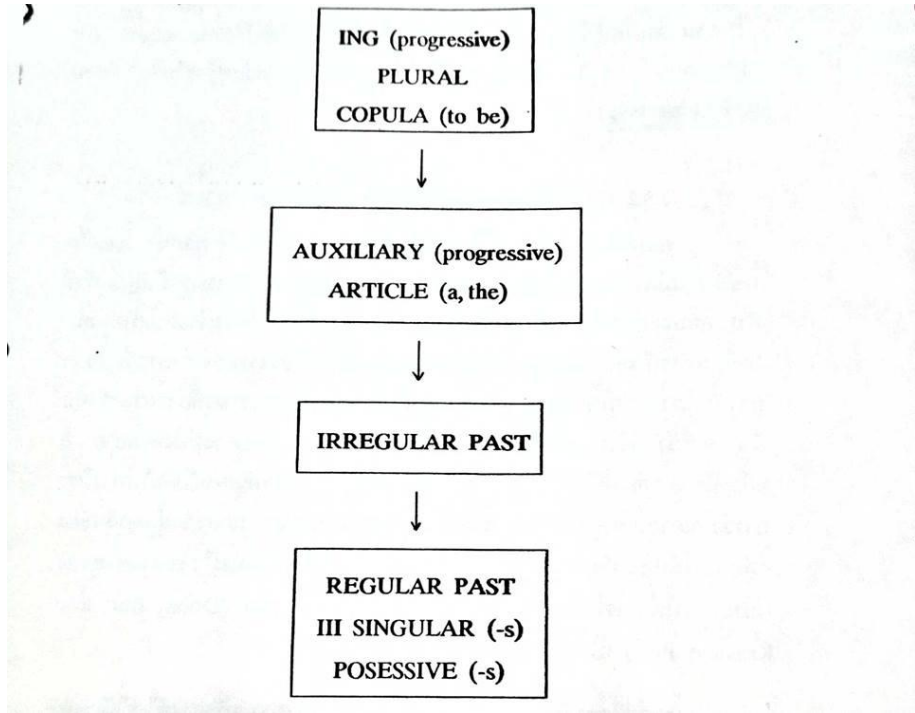 ING (progressive)
PLURAL
COPULA (to be)
AUXILIARY (progressive)
ARTICLE (a, the)
IRREGULAR PAST
REGULAR PAST
III SINGULAR (-s)
POSESSIVE (-s)